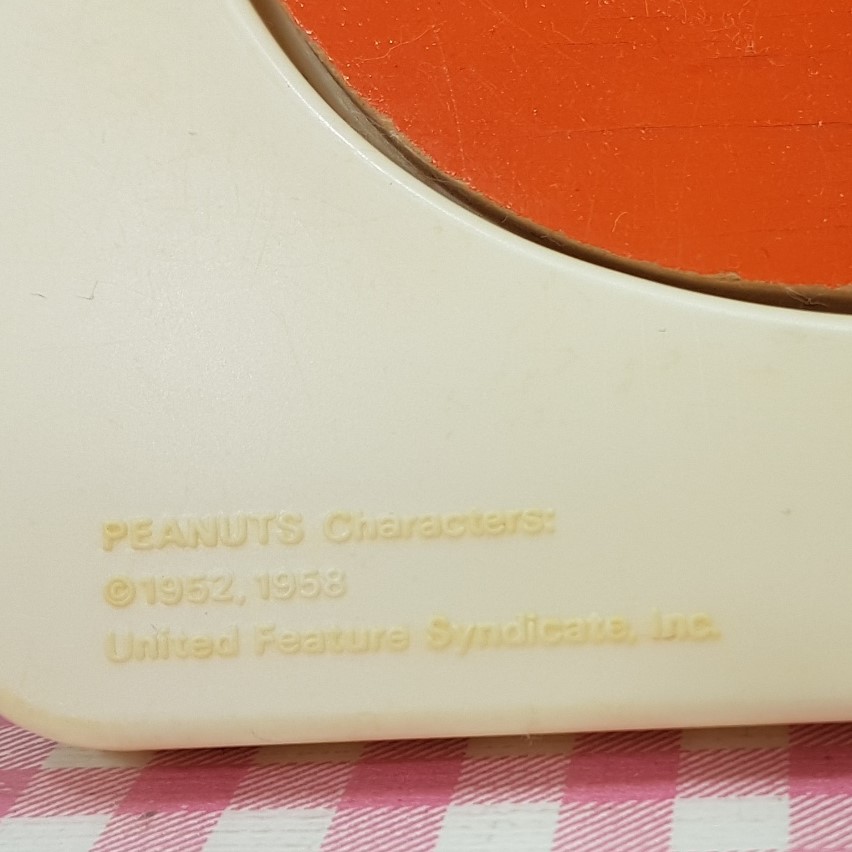 PEANUTS Characters:
©1952, 1958
United Feature Syndicate, Inc.